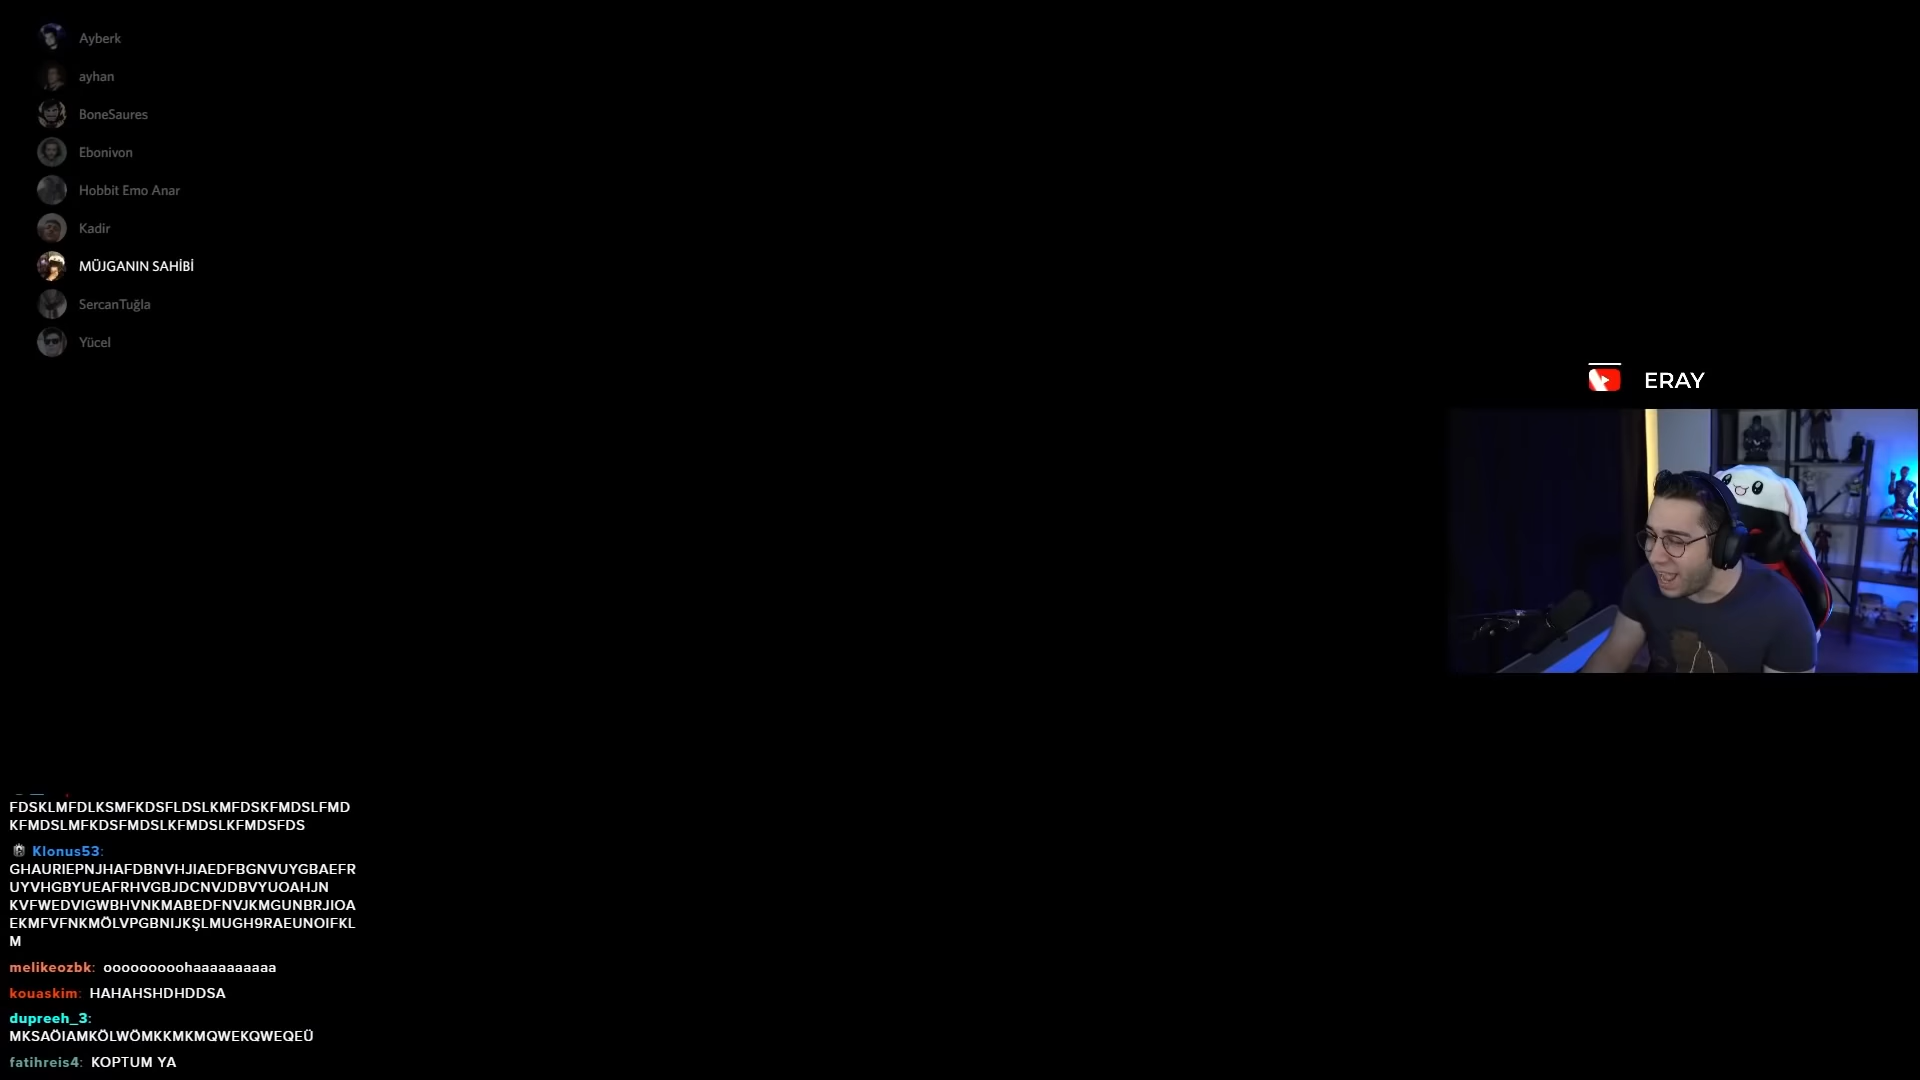 Ayberk
ayhan
BoneSaures
Ebonivon
Hobbit Emo Anar
Kadir
MÜJGANIN SAHİBİ
SercanTuğla
Yücel
ERAY
FDSKLMFDLKSMFKDSFLDSLKMFDSKFMDSLFMD
KFMDSLMFKDSFMDSLKFMDSLKFMDSFDS
Klonus53:
GHAURIEPNJHAFDBNVHJIAEDFBGNVUYGBAEFR
UYVHGBYUEAFRHVGBJDCNVJDBVYUOAHJN
KVFWEDVIGWBHVNKMABEDFNVJKMGUNBRJIOA
EKMFVFNKMÖLVPGBNIJKŞLMUGH9RAEUNOIFKL
M
melikeozbk: ooooooooohaaaaaaaaaa
kouaskim: HAHAHSHDHDDSA
dupreeh_3:
MKSAÖIAMKÖLWÖMKKMKMQWEKQWEQEÜ
fatihreis4: KOPTUM YA